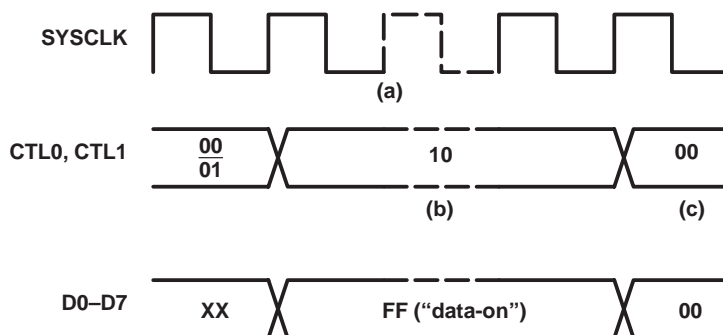 SYSCLK
(a)
CTL0, CTL1
00
01
10
00
(b)
(c)
D0–D7
XX
FF (“data-on”)
00